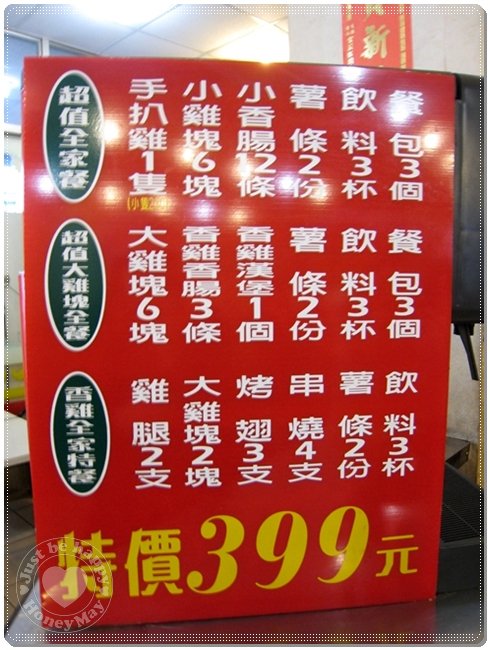 超值全家餐
手扒雞1隻
小雞塊6塊
小香腸12條
薯條2份
飲料3杯
餐包3個
超值大雞塊全餐
大雞塊6塊
香雞香腸3條
香雞漢堡1個
薯條2份
飲料3杯
餐包3個
香雞全家特餐
雞腿2支
大雞塊2塊
烤翅3支
串燒4支
薯條2份
飲料3杯
特價399元
Just be happy
HoneyMay